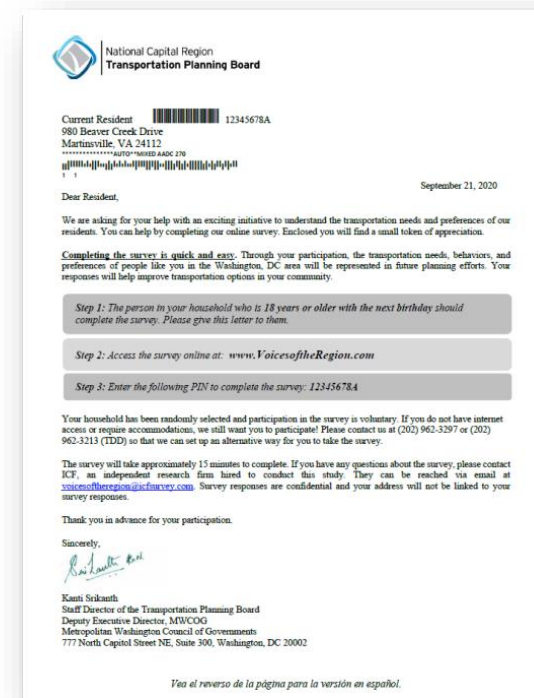 National Capital Region
Transportation Planning Board
Current Resident 12345678A
980 Beaver Creek Drive
Martinsville, VA 24112
***************AUTO**MIXED AADC 270
1 1
September 21, 2020
Dear Resident,
We are asking for your help with an exciting initiative to understand the transportation needs and preferences of our
residents. You can help by completing our online survey. Enclosed you will find a small token of appreciation.
Completing the survey is quick and easy. Through your participation, the transportation needs, behaviors, and
preferences of people like you in the Washington, DC area will be represented in future planning efforts. Your
responses will help improve transportation options in your community.
Step 1: The person in your household who is 18 years or older with the next birthday should
complete the survey. Please give this letter to them.
Step 2: Access the survey online at: www.VoicesoftheRegion.com
Step 3: Enter the following PIN to complete the survey: 12345678A
Your household has been randomly selected and participation in the survey is voluntary. If you do not have internet
access or require accommodations, we still want you to participate! Please contact us at (202) 962-3297 or (202)
962-3213 (TDD) so that we can set up an alternative way for you to take the survey.
The survey will take approximately 15 minutes to complete. If you have any questions about the survey, please contact
ICF, an independent research firm hired to conduct this study. They can be reached via email at
voicesoftheregion@icfsurvey.com. Survey responses are confidential and your address will not be linked to your
survey responses.
Thank you in advance for your participation.
Sincerely,
Kanti Srikanth
Staff Director of the Transportation Planning Board
Deputy Executive Director, MWCOG
Metropolitan Washington Council of Governments
777 North Capitol Street NE, Suite 300, Washington, DC 20002
Vea el reverso de la página para la versión en español.